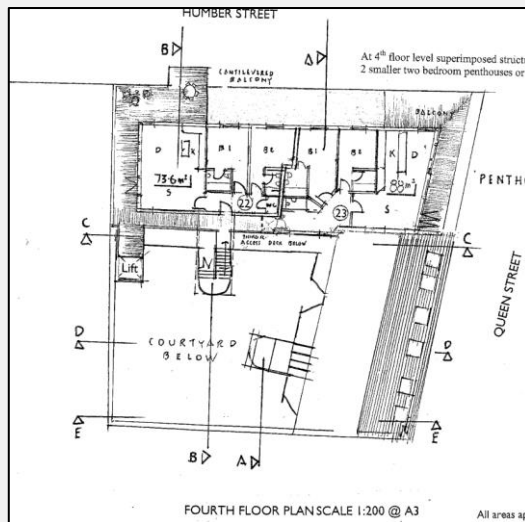 HUMBER STREET
B
A
At 4th floor level superimposed struct
2 smaller two bedroom penthouses or
CANTILEVERED
BALCONY
BALCONY
D
K
B1
B2
B1
B2
K
D
73.6m²
S
22
WC
23
88m²
S
PENTH
C
C
ACCESS DECK BELOW
Lift
N
QUEEN STREET
D
COURTYARD
BELOW
D
E
E
B
A
FOURTH FLOOR PLAN SCALE 1:200 @ A3
All areas ap